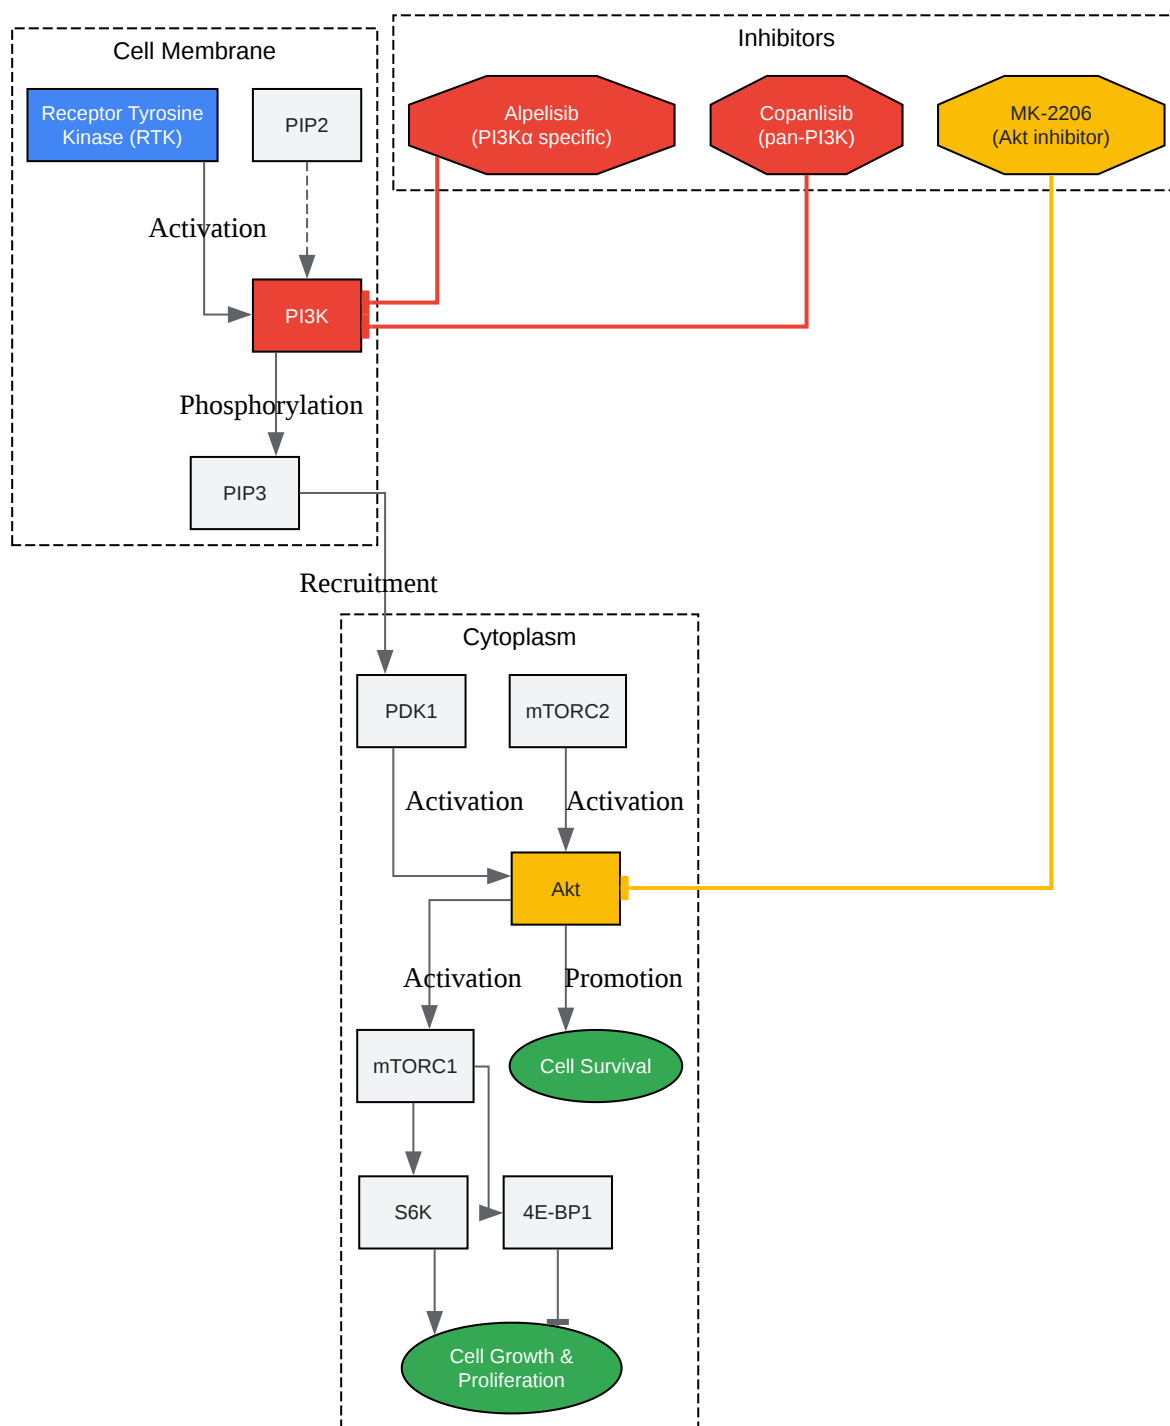 Cell Membrane
Inhibitors
Receptor Tyrosine
Kinase (RTK)
PIP2
Alpelisib
(PI3Kα specific)
Copanlisib
(pan-PI3K)
MK-2206
(Akt inhibitor)
Activation
PI3K
Phosphorylation
PIP3
Recruitment
Cytoplasm
PDK1
mTORC2
Activation
Activation
Akt
Activation
Promotion
mTORC1
Cell Survival
S6K
4E-BP1
Cell Growth &
Proliferation